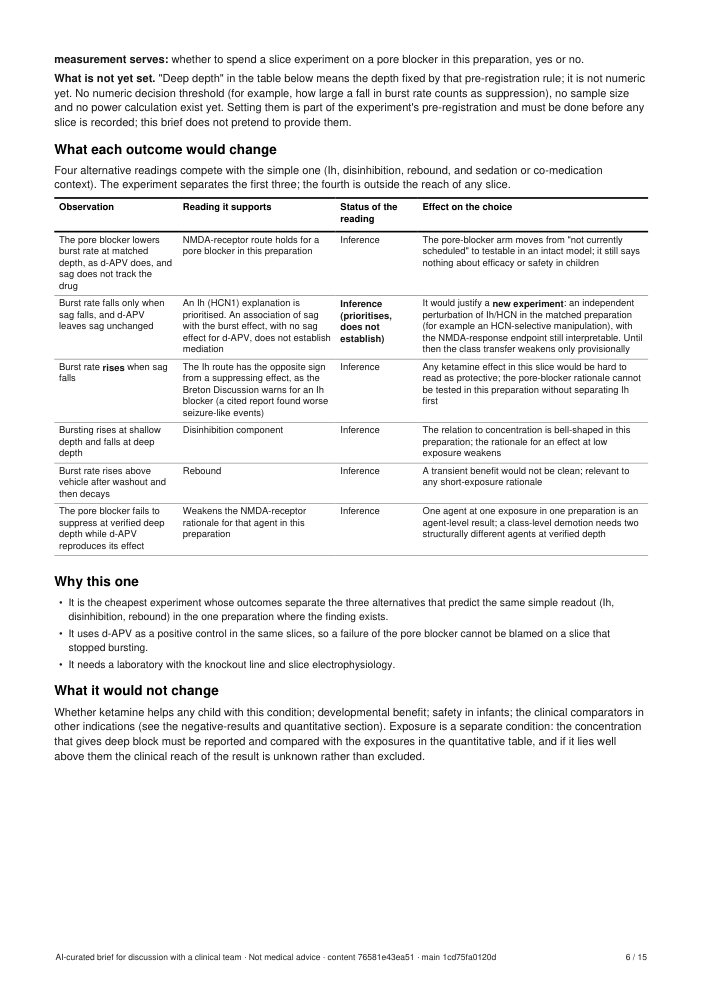 measurement serves: whether to spend a slice experiment on a pore blocker in this preparation, yes or no.
What is not yet set. "Deep depth" in the table below means the depth fixed by that pre-registration rule; it is not numeric
yet. No numeric decision threshold (for example, how large a fall in burst rate counts as suppression), no sample size
and no power calculation exist yet. Setting them is part of the experiment's pre-registration and must be done before any
slice is recorded; this brief does not pretend to provide them.
What each outcome would change
Four alternative readings compete with the simple one (Ih, disinhibition, rebound, and sedation or co-medication
context). The experiment separates the first three; the fourth is outside the reach of any slice.
Observation
Reading it supports
Status of the
reading
Effect on the choice
The pore blocker lowers
burst rate at matched
depth, as d-APV does, and
sag does not track the
drug
NMDA-receptor route holds for a
pore blocker in this preparation
Inference
The pore-blocker arm moves from "not currently
scheduled" to testable in an intact model; it still says
nothing about efficacy or safety in children
Burst rate falls only when
sag falls, and d-APV
leaves sag unchanged
An Ih (HCN1) explanation is
prioritised. An association of sag
with the burst effect, with no sag
effect for d-APV, does not establish
mediation
Inference
(prioritises,
does not
establish)
It would justify a new experiment: an independent
perturbation of Ih/HCN in the matched preparation
(for example an HCN-selective manipulation), with
the NMDA-response endpoint still interpretable. Until
then the class transfer weakens only provisionally
Burst rate rises when sag
falls
The Ih route has the opposite sign
from a suppressing effect, as the
Breton Discussion warns for an Ih
blocker (a cited report found worse
seizure-like events)
Inference
Any ketamine effect in this slice would be hard to
read as protective; the pore-blocker rationale cannot
be tested in this preparation without separating Ih
first
Bursting rises at shallow
depth and falls at deep
depth
Disinhibition component
Inference
The relation to concentration is bell-shaped in this
preparation; the rationale for an effect at low
exposure weakens
Burst rate rises above
vehicle after washout and
then decays
Rebound
Inference
A transient benefit would not be clean; relevant to
any short-exposure rationale
The pore blocker fails to
suppress at verified deep
depth while d-APV
reproduces its effect
Weakens the NMDA-receptor
rationale for that agent in this
preparation
Inference
One agent at one exposure in one preparation is an
agent-level result; a class-level demotion needs two
structurally different agents at verified depth
Why this one
• It is the cheapest experiment whose outcomes separate the three alternatives that predict the same simple readout (Ih,
disinhibition, rebound) in the one preparation where the finding exists.
• It uses d-APV as a positive control in the same slices, so a failure of the pore blocker cannot be blamed on a slice that
stopped bursting.
• It needs a laboratory with the knockout line and slice electrophysiology.
What it would not change
Whether ketamine helps any child with this condition; developmental benefit; safety in infants; the clinical comparators in
other indications (see the negative-results and quantitative section). Exposure is a separate condition: the concentration
that gives deep block must be reported and compared with the exposures in the quantitative table, and if it lies well
above them the clinical reach of the result is unknown rather than excluded.
AI-curated brief for discussion with a clinical team · Not medical advice · content 76581e43ea51 · main 1cd75fa0120d
6 / 15